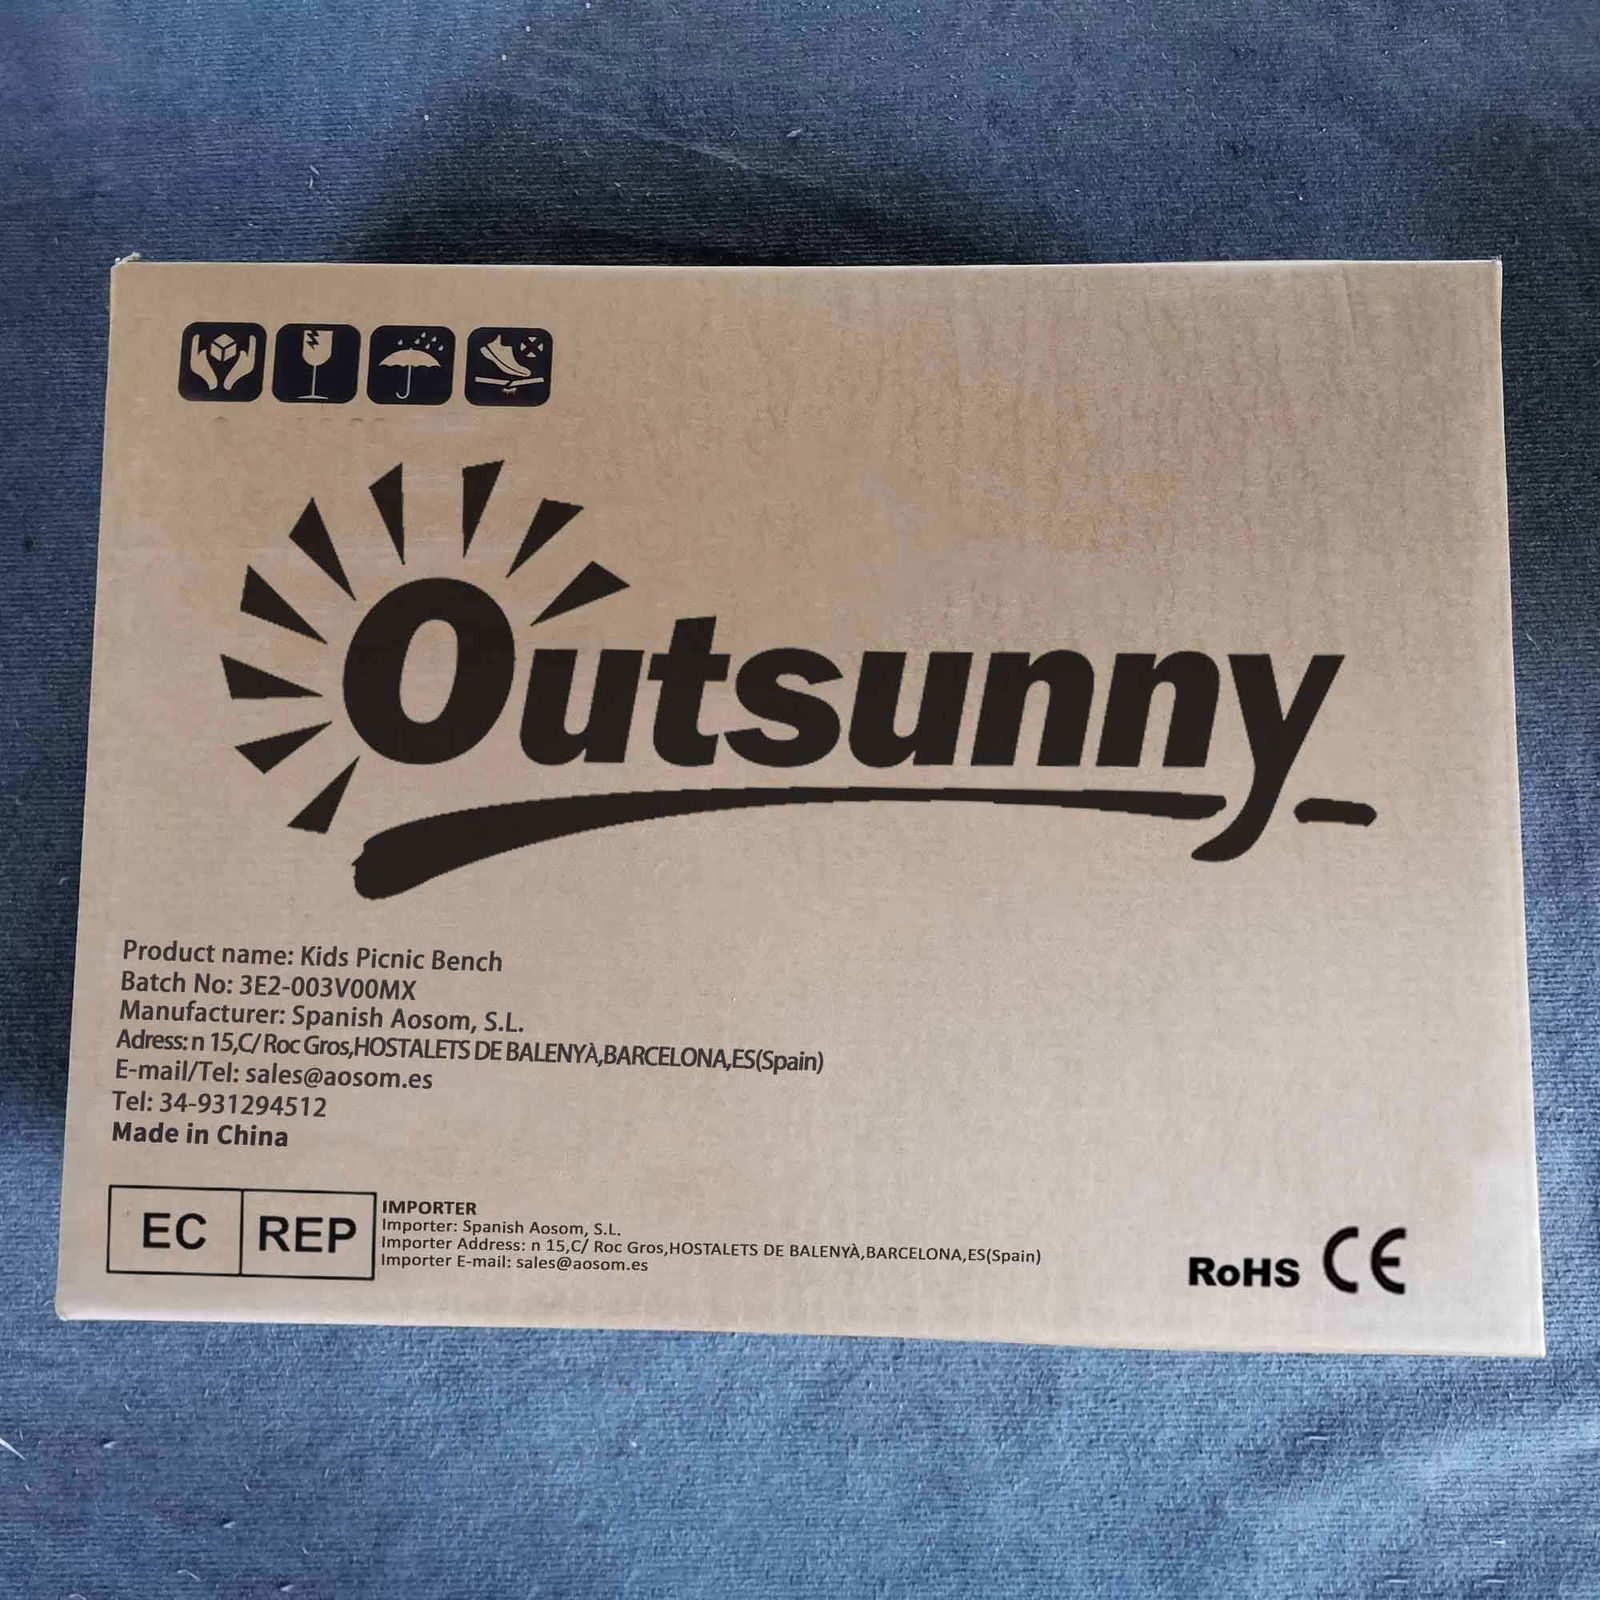 Outsunny
Product name: Kids Picnic Bench
Batch No: 3E2-003V00MX
Manufacturer: Spanish Aosom, S.L.
Adress: n 15,C/ Roc Gros,HOSTALETS DE BALENYÀ,BARCELONA,ES(Spain)
E-mail/Tel: sales@aosom.es
Tel: 34-931294512
Made in China
EC REP
IMPORTER
Importer: Spanish Aosom, S.L.
Importer Address: n 15,C/ Roc Gros,HOSTALETS DE BALENYÀ,BARCELONA,ES(Spain)
Importer E-mail: sales@aosom.es
RoHS CE